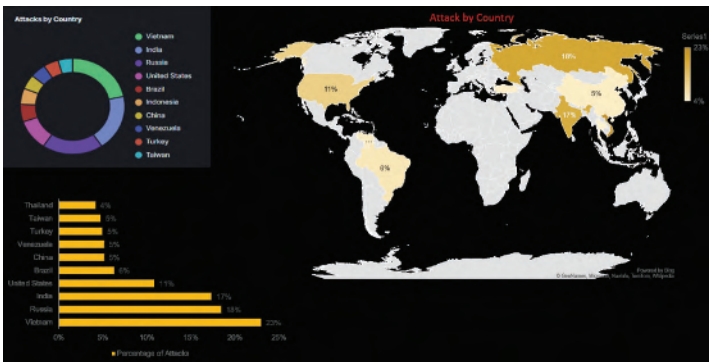 Attacks by Country
Vietnam
India
Russia
United States
Brazil
Indonesia
China
Venezuela
Turkey
Taiwan
Attack by Country
Series1
23%
4%
11%
18%
5%
17%
6%
Powered by Bing
Thailand 4%
Taiwan 5%
Turkey 5%
Venezuela 5%
China 5%
Brazil 6%
United States 11%
India 17%
Russia 18%
Vietnam 23%
0% 5% 10% 15% 20% 25%
Percentage of Attacks